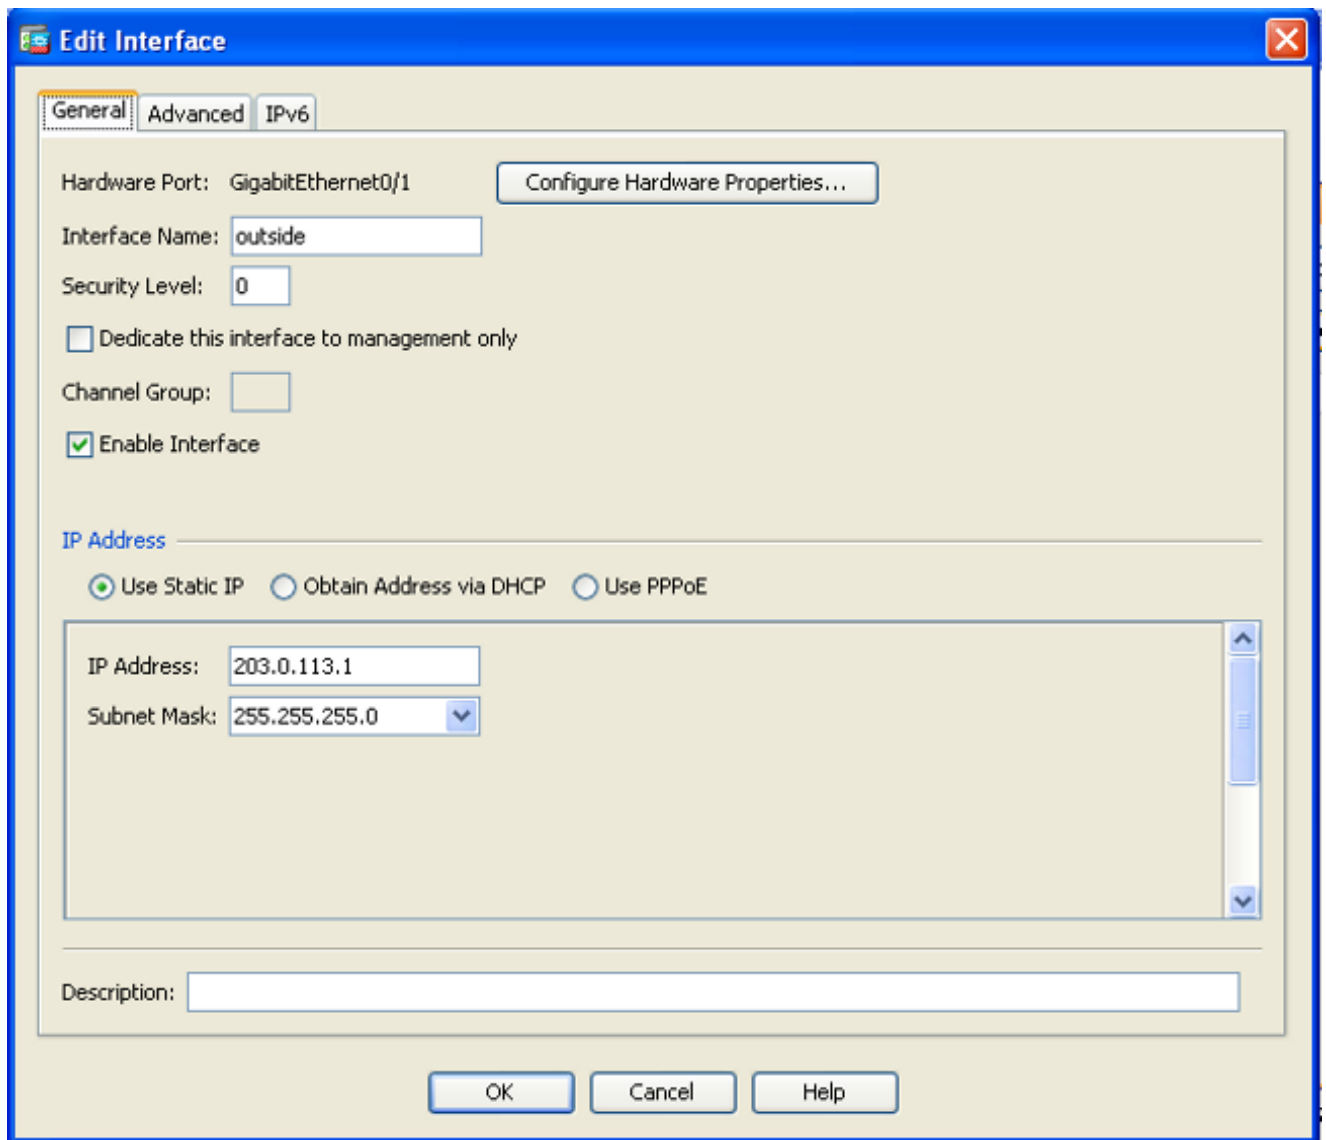 Edit Interface
General Advanced IPv6
Hardware Port: GigabitEthernet0/1 Configure Hardware Properties...
Interface Name: outside
Security Level: 0
Dedicate this interface to management only
Channel Group:
Enable Interface
IP Address
Use Static IP Obtain Address via DHCP Use PPPoE
IP Address: 203.0.113.1
Subnet Mask: 255.255.255.0
Description:
OK Cancel Help